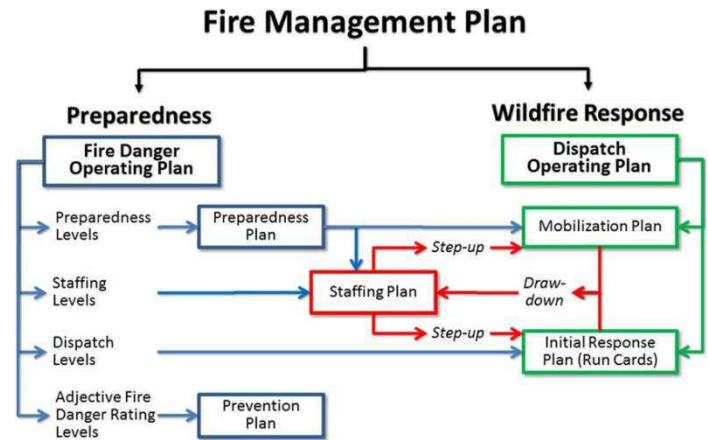 Fire Management Plan
Preparedness
Wildfire Response
Fire Danger
Operating Plan
Dispatch
Operating Plan
Preparedness
Levels
Preparedness
Plan
Step-up
Mobilization Plan
Staffing
Levels
Staffing Plan
Draw-
down
Dispatch
Levels
Step-up
Initial Response
Plan (Run Cards)
Adjective Fire
Danger Rating
Levels
Prevention
Plan